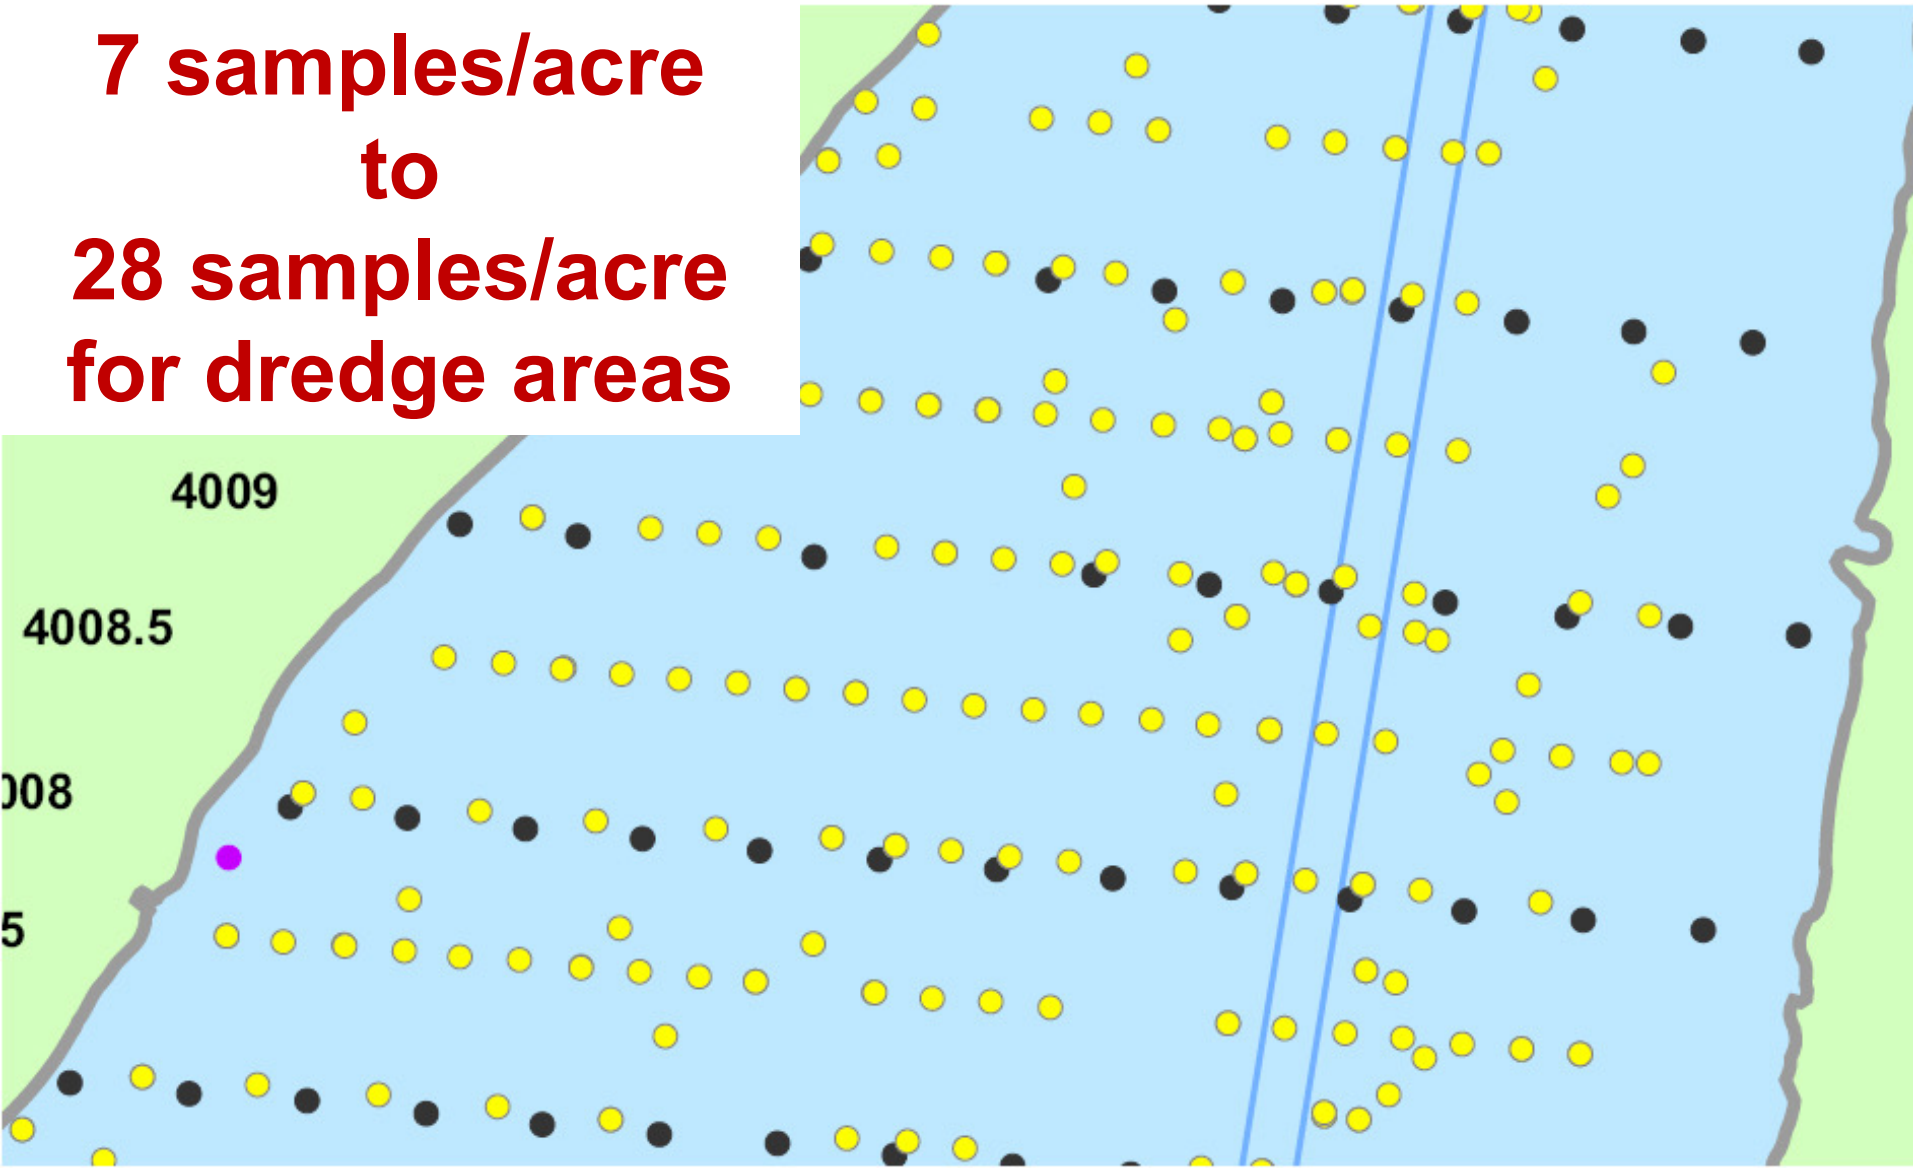 7 samples/acre
to
28 samples/acre
for dredge areas
4009
4008.5
008
5